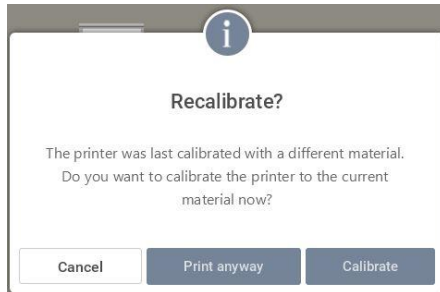 i
Recalibrate?
The printer was last calibrated with a different material.
Do you want to calibrate the printer to the current
material now?
Cancel Print anyway Calibrate